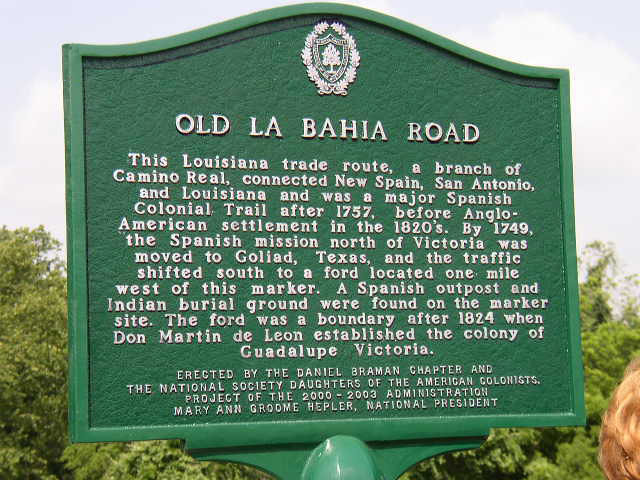 OLD LA BAHIA ROAD
This Louisiana trade route, a branch of
Camino Real, connected New Spain, San Antonio,
and Louisiana and was a major Spanish
Colonial Trail after 1757, before Anglo-
American settlement in the 1820's. By 1749,
the Spanish mission north of Victoria was
moved to Goliad, Texas, and the traffic
shifted south to a ford located one mile
west of this marker. A Spanish outpost and
Indian burial ground were found on the marker
site. The ford was a boundary after 1824 when
Don Martin de Leon established the colony of
Guadalupe Victoria.
ERECTED BY THE DANIEL BRAMAN CHAPTER AND
THE NATIONAL SOCIETY DAUGHTERS OF THE AMERICAN COLONISTS.
PROJECT OF THE 2000 - 2003 ADMINISTRATION
MARY ANN GROOME HEPLER, NATIONAL PRESIDENT